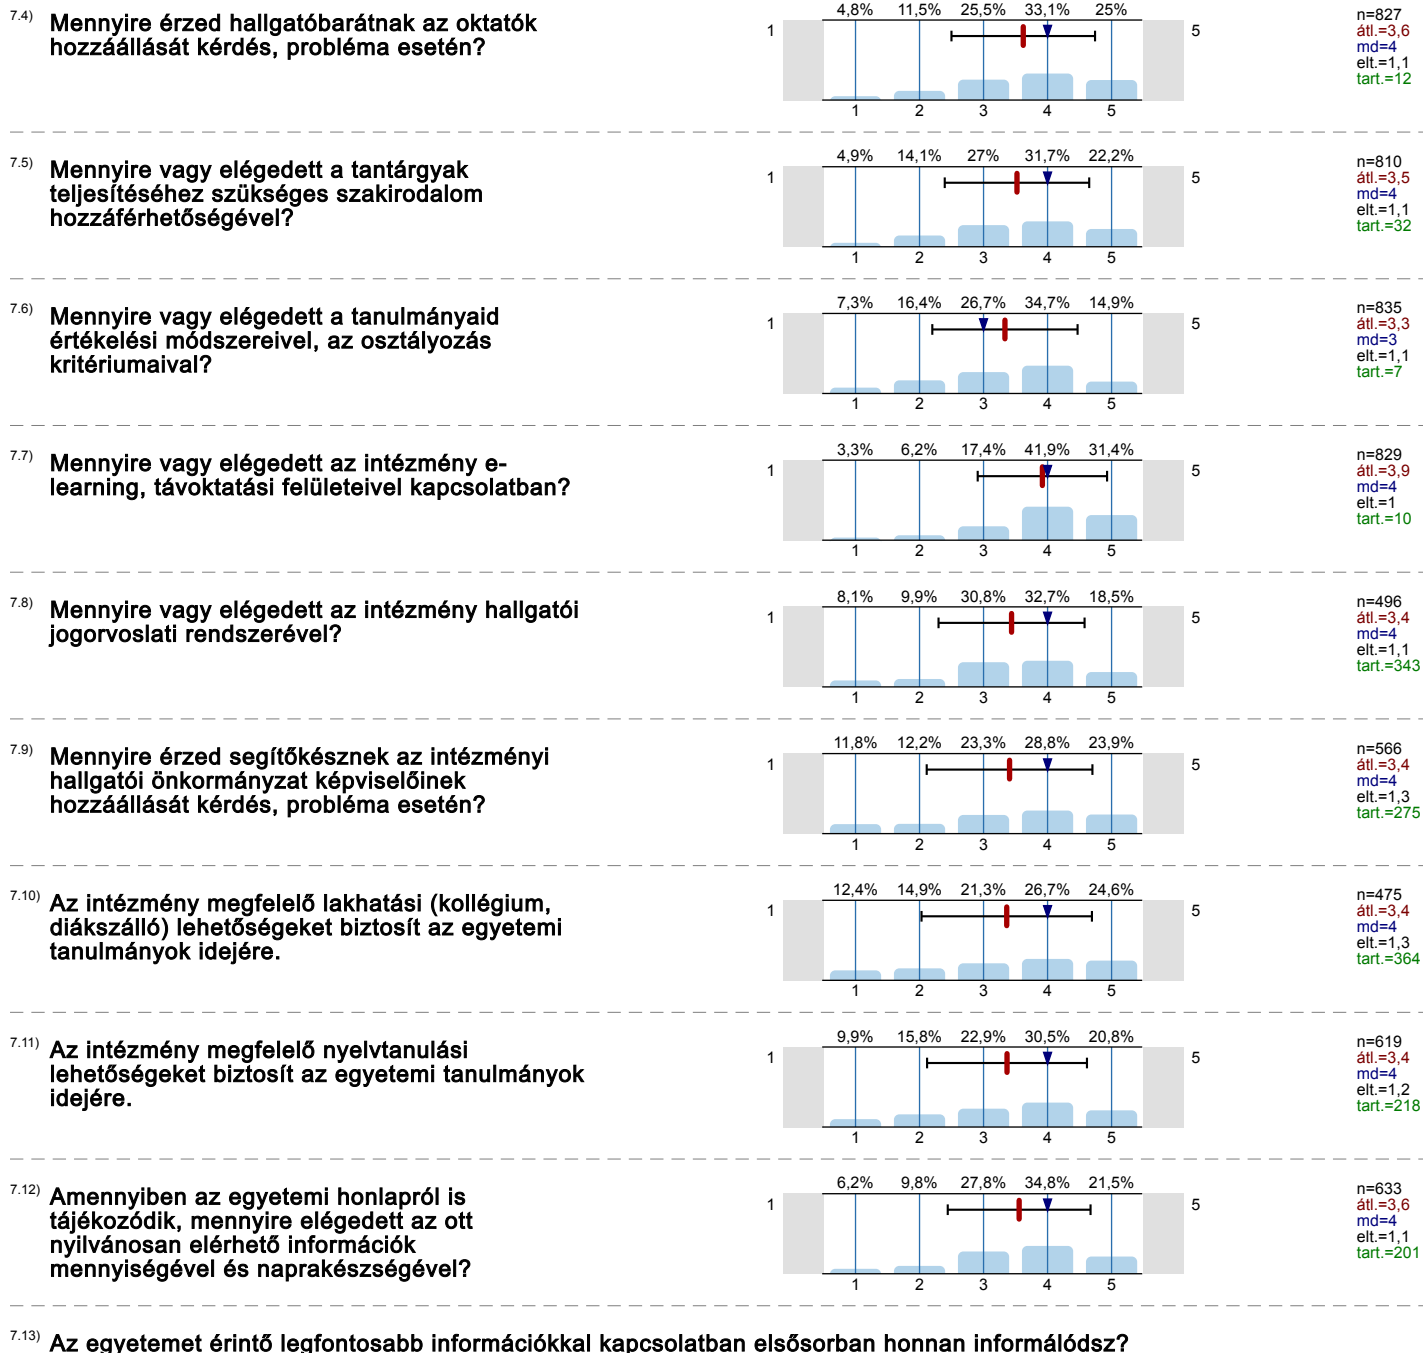 7.4) Mennyire érzed hallgatóbarátnak az oktatók
hozzáállását kérdés, probléma esetén?
4,8% 11,5% 25,5% 33,1% 25%
1 5
1 2 3 4 5
n=827
átl.=3,6
md=4
elt.=1,1
tart.=12
7.5) Mennyire vagy elégedett a tantárgyak
teljesítéséhez szükséges szakirodalom
hozzáférhetőségével?
4,9% 14,1% 27% 31,7% 22,2%
1 5
1 2 3 4 5
n=810
átl.=3,5
md=4
elt.=1,1
tart.=32
7.6) Mennyire vagy elégedett a tanulmányaid
értékelési módszereivel, az osztályozás
kritériumaival?
7,3% 16,4% 26,7% 34,7% 14,9%
1 5
1 2 3 4 5
n=835
átl.=3,3
md=3
elt.=1,1
tart.=7
7.7) Mennyire vagy elégedett az intézmény e-
learning, távoktatási felületeivel kapcsolatban?
3,3% 6,2% 17,4% 41,9% 31,4%
1 5
1 2 3 4 5
n=829
átl.=3,9
md=4
elt.=1
tart.=10
7.8) Mennyire vagy elégedett az intézmény hallgatói
jogorvoslati rendszerével?
8,1% 9,9% 30,8% 32,7% 18,5%
1 5
1 2 3 4 5
n=496
átl.=3,4
md=4
elt.=1,1
tart.=343
7.9) Mennyire érzed segítőkésznek az intézményi
hallgatói önkormányzat képviselőinek
hozzáállását kérdés, probléma esetén?
11,8% 12,2% 23,3% 28,8% 23,9%
1 5
1 2 3 4 5
n=566
átl.=3,4
md=4
elt.=1,3
tart.=275
7.10) Az intézmény megfelelő lakhatási (kollégium,
diákszálló) lehetőségeket biztosít az egyetemi
tanulmányok idejére.
12,4% 14,9% 21,3% 26,7% 24,6%
1 5
1 2 3 4 5
n=475
átl.=3,4
md=4
elt.=1,3
tart.=364
7.11) Az intézmény megfelelő nyelvtanulási
lehetőségeket biztosít az egyetemi tanulmányok
idejére.
9,9% 15,8% 22,9% 30,5% 20,8%
1 5
1 2 3 4 5
n=619
átl.=3,4
md=4
elt.=1,2
tart.=218
7.12) Amennyiben az egyetemi honlapról is
tájékozódik, mennyire elégedett az ott
nyilvánosan elérhető információk
mennyiségével és naprakészségével?
6,2% 9,8% 27,8% 34,8% 21,5%
1 5
1 2 3 4 5
n=633
átl.=3,6
md=4
elt.=1,1
tart.=201
7.13) Az egyetemet érintő legfontosabb információkkal kapcsolatban elsősorban honnan informálódsz?